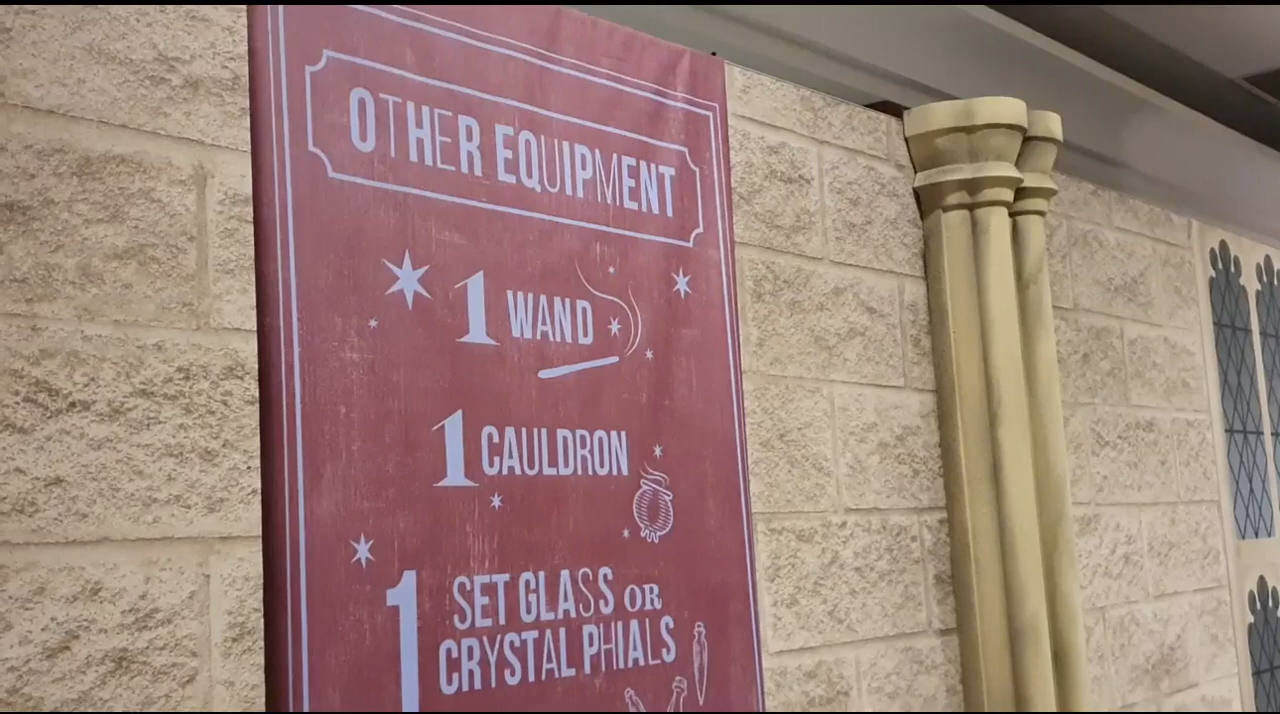 OTHER EQUIPMENT
1 WAND
1 CAULDRON
1 SET GLASS OR
CRYSTAL PHIALS